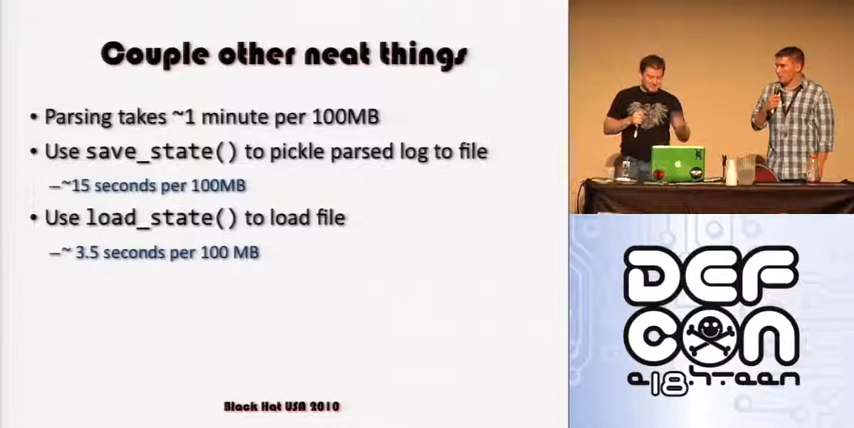 Couple other neat things
• Parsing takes ~1 minute per 100MB
• Use save_state() to pickle parsed log to file
–~15 seconds per 100MB
• Use load_state() to load file
–~ 3.5 seconds per 100 MB
Black Hat USA 2010
DEF
CON
e18h-teen